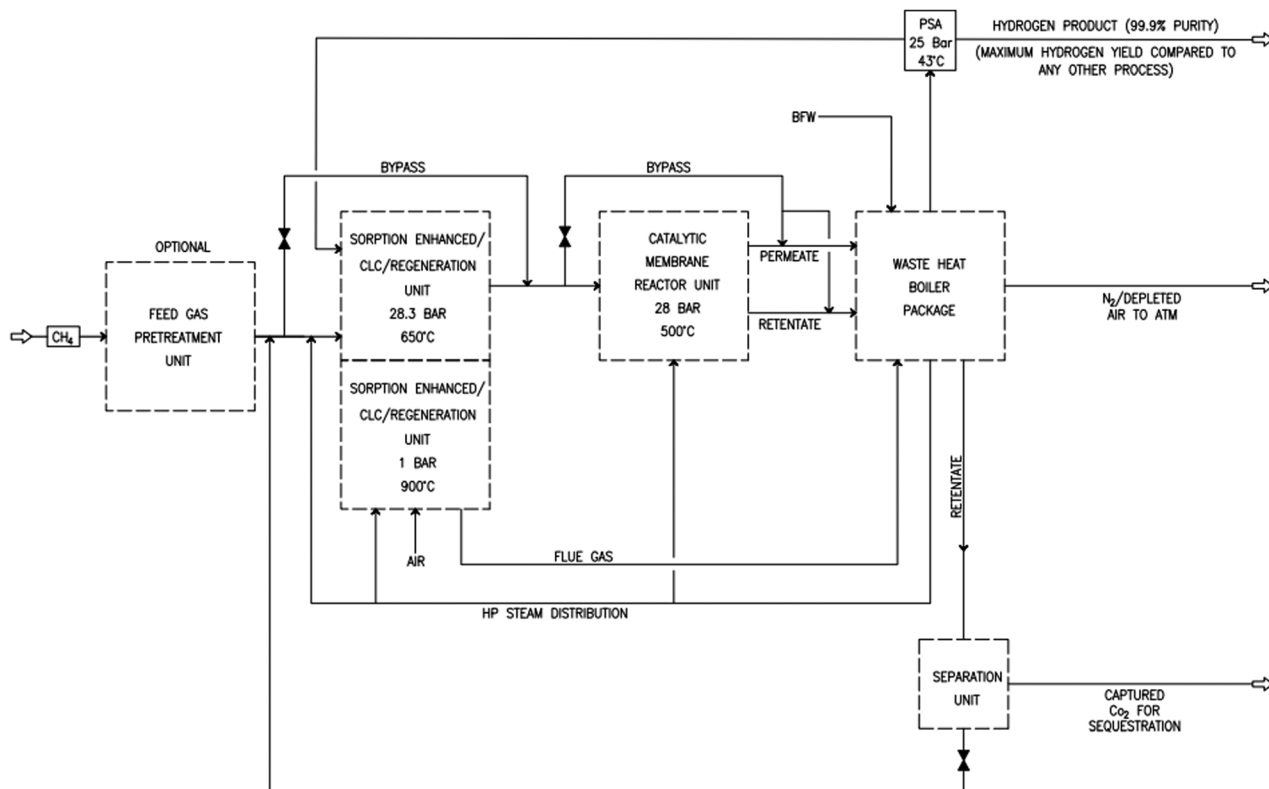 PSA
25 Bar
43°C
HYDROGEN PRODUCT (99.9% PURITY)
(MAXIMUM HYDROGEN YIELD COMPARED TO
ANY OTHER PROCESS)
BFW
BYPASS
BYPASS
OPTIONAL
FEED GAS
PRETREATMENT
UNIT
CH₄
SORPTION ENHANCED/
CLC/REGENERATION
UNIT
28.3 BAR
650°C
SORPTION ENHANCED/
CLC/REGENERATION
UNIT
1 BAR
900°C
CATALYTIC
MEMBRANE
REACTOR UNIT
28 BAR
500°C
PERMEATE
RETENTATE
WASTE HEAT
BOILER
PACKAGE
N₂/DEPLETED
AIR TO ATM
AIR
FLUE GAS
HP STEAM DISTRIBUTION
RETENTATE
SEPARATION
UNIT
CAPTURED
Co₂ FOR
SEQUESTRATION